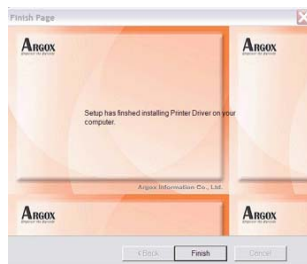 Finish Page
ARGOX
ARGOX
Setup has finshed installing Printer Driver on your
computer.
Argox Information Co., Ltd.
ARGOX
ARGOX
< Back
Finish
Cancel